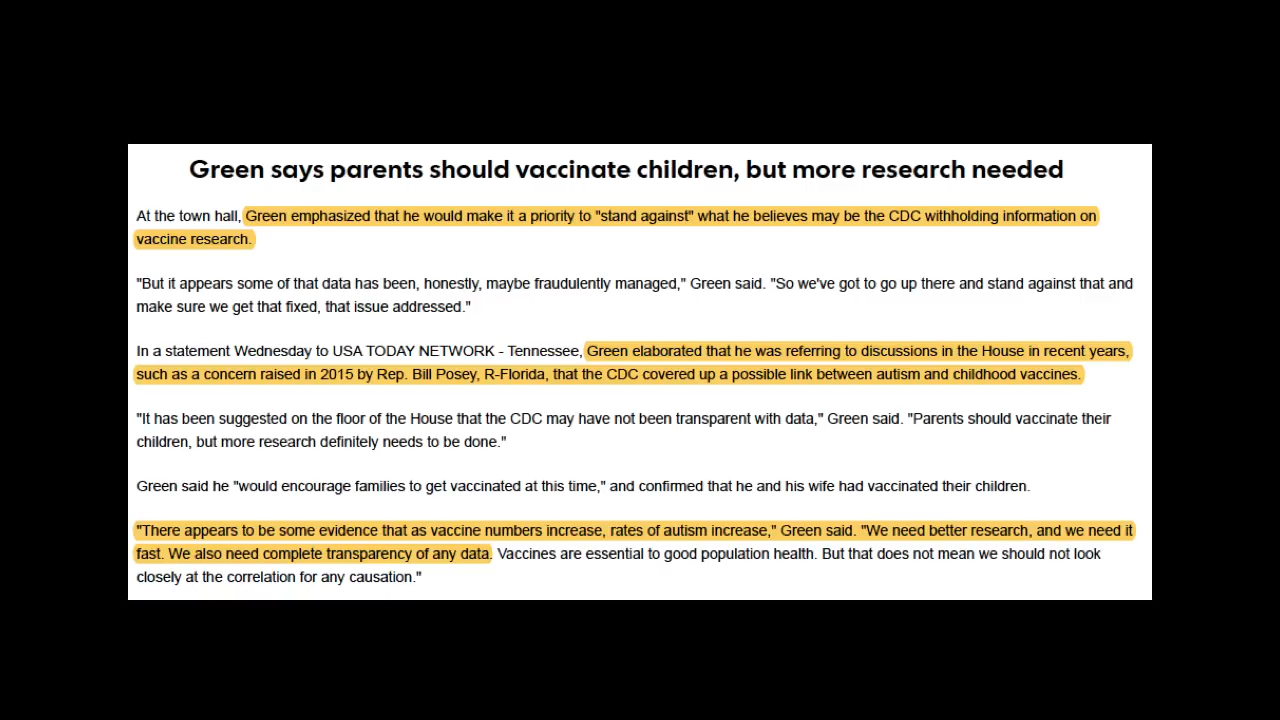 Green says parents should vaccinate children, but more research needed
At the town hall, Green emphasized that he would make it a priority to "stand against" what he believes may be the CDC withholding information on
vaccine research.
"But it appears some of that data has been, honestly, maybe fraudulently managed," Green said. "So we've got to go up there and stand against that and
make sure we get that fixed, that issue addressed."
In a statement Wednesday to USA TODAY NETWORK - Tennessee, Green elaborated that he was referring to discussions in the House in recent years,
such as a concern raised in 2015 by Rep. Bill Posey, R-Florida, that the CDC covered up a possible link between autism and childhood vaccines.
"It has been suggested on the floor of the House that the CDC may have not been transparent with data," Green said. "Parents should vaccinate their
children, but more research definitely needs to be done."
Green said he "would encourage families to get vaccinated at this time," and confirmed that he and his wife had vaccinated their children.
"There appears to be some evidence that as vaccine numbers increase, rates of autism increase," Green said. "We need better research, and we need it
fast. We also need complete transparency of any data. Vaccines are essential to good population health. But that does not mean we should not look
closely at the correlation for any causation."